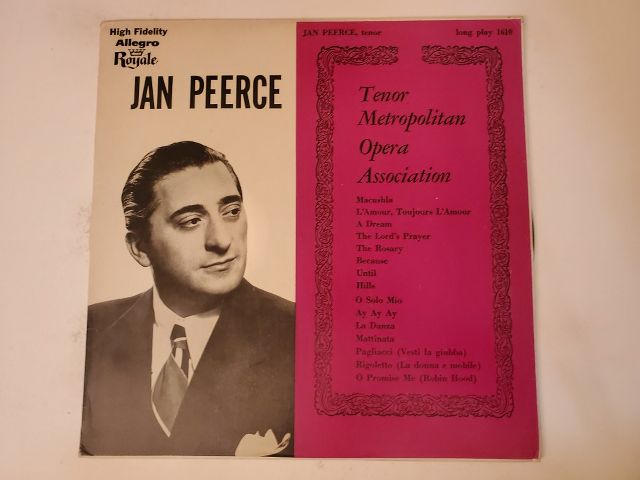 High Fidelity
Allegro
Royale
JAN PEERCE
JAN PEERCE, tenor
long play 1610
Tenor
Metropolitan
Opera
Association
Macushla
L'Amour, Toujours L'Amour
A Dream
The Lord's Prayer
The Rosary
Because
Until
Hills
O Solo Mio
Ay Ay Ay
La Danza
Mattinata
Pagliacci (Vesti la giubba)
Rigoletto (La donna e mobile)
O Promise Me (Robin Hood)